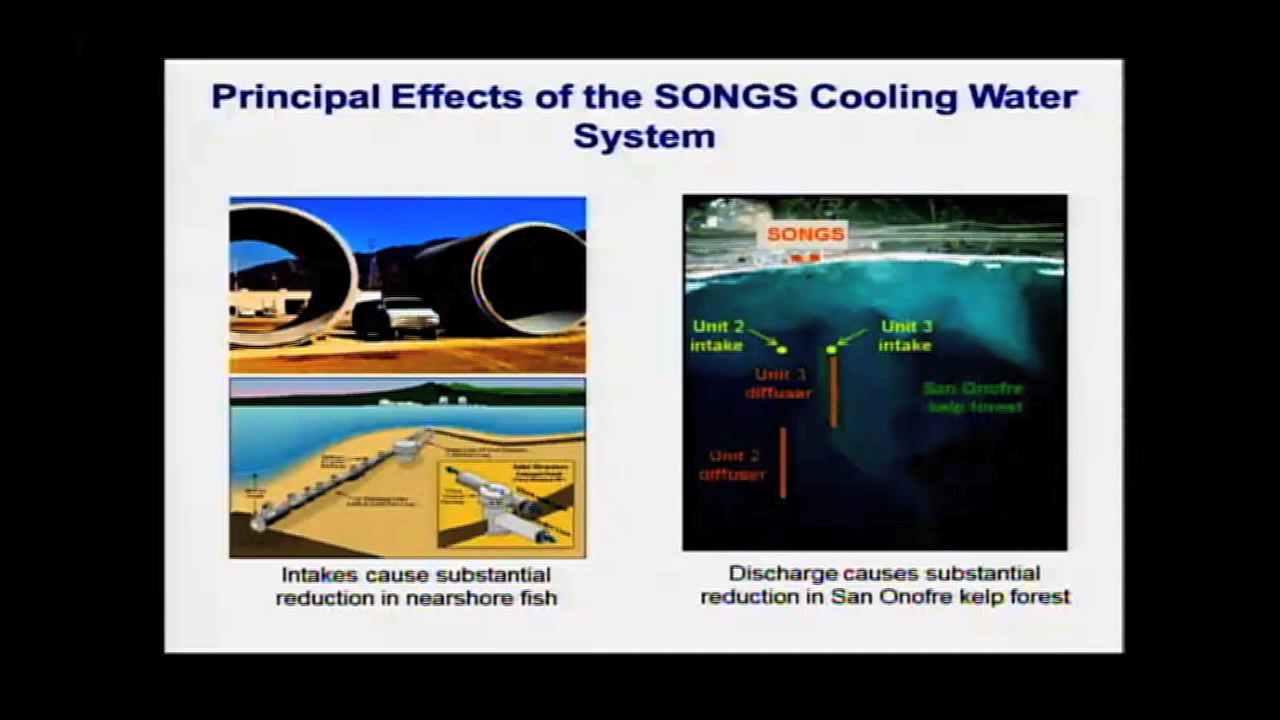 Principal Effects of the SONGS Cooling Water
System
SONGS
Unit 2
intake
Unit 3
intake
Unit 3
diffuser
San Onofre
kelp forest
Unit 2
diffuser
Intakes cause substantial
reduction in nearshore fish
Discharge causes substantial
reduction in San Onofre kelp forest